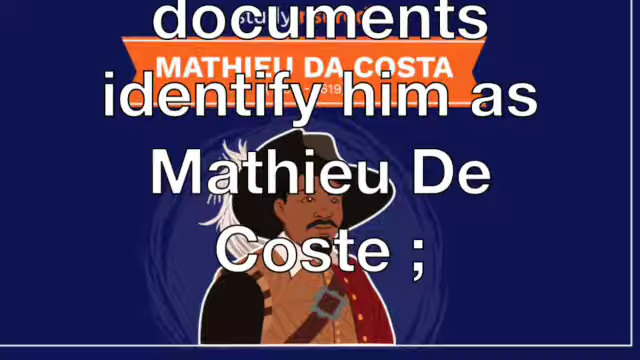 documents
MATHIEU DA COSTA
identify him as
Mathieu De
Coste ;